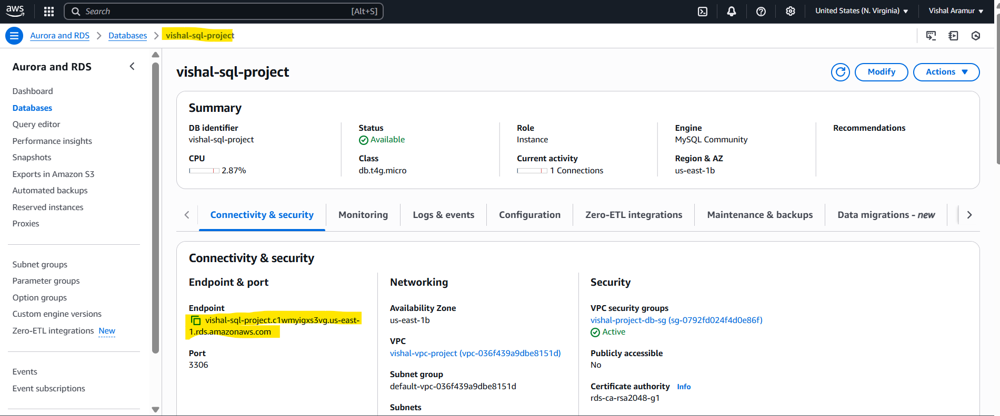 aws
Search [Alt+S]
United States (N. Virginia)
Vishal Aramur
Aurora and RDS
Databases
vishal-sql-project
Aurora and RDS
Dashboard
Databases
Query editor
Performance insights
Snapshots
Exports in Amazon S3
Automated backups
Reserved instances
Proxies
Subnet groups
Parameter groups
Option groups
Custom engine versions
Zero-ETL integrations New
Events
Event subscriptions
vishal-sql-project
Modify
Actions
Summary
DB identifier
vishal-sql-project
CPU
2.87%
Status
Available
Class
db.t4g.micro
Role
Instance
Current activity
1 Connections
Engine
MySQL Community
Region & AZ
us-east-1b
Recommendations
Connectivity & security
Monitoring
Logs & events
Configuration
Zero-ETL integrations
Maintenance & backups
Data migrations - new
Connectivity & security
Endpoint & port
Endpoint
vishal-sql-project.c1wmyigxs3vg.us-east-
1.rds.amazonaws.com
Port
3306
Networking
Availability Zone
us-east-1b
VPC
vishal-vpc-project (vpc-036f439a9dbe8151d)
Subnet group
default-vpc-036f439a9dbe8151d
Subnets
Security
VPC security groups
vishal-project-db-sg (sg-0792fd024f4d0e86f)
Active
Publicly accessible
No
Certificate authority Info
rds-ca-rsa2048-g1